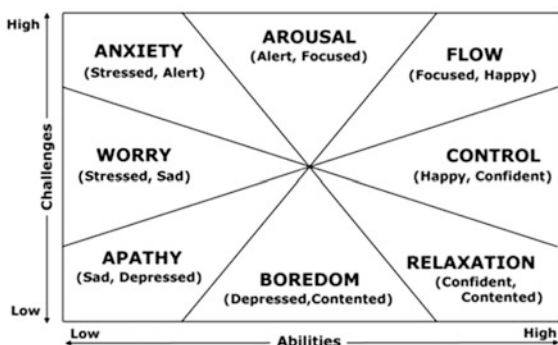 High
ANXIETY
(Stressed, Alert)
AROUSAL
(Alert, Focused)
FLOW
(Focused, Happy)
Challenges
WORRY
(Stressed, Sad)
CONTROL
(Happy, Confident)
APATHY
(Sad, Depressed)
BOREDOM
(Depressed,Contented)
RELAXATION
(Confident,
Contented)
Low
Low
Abilities
High